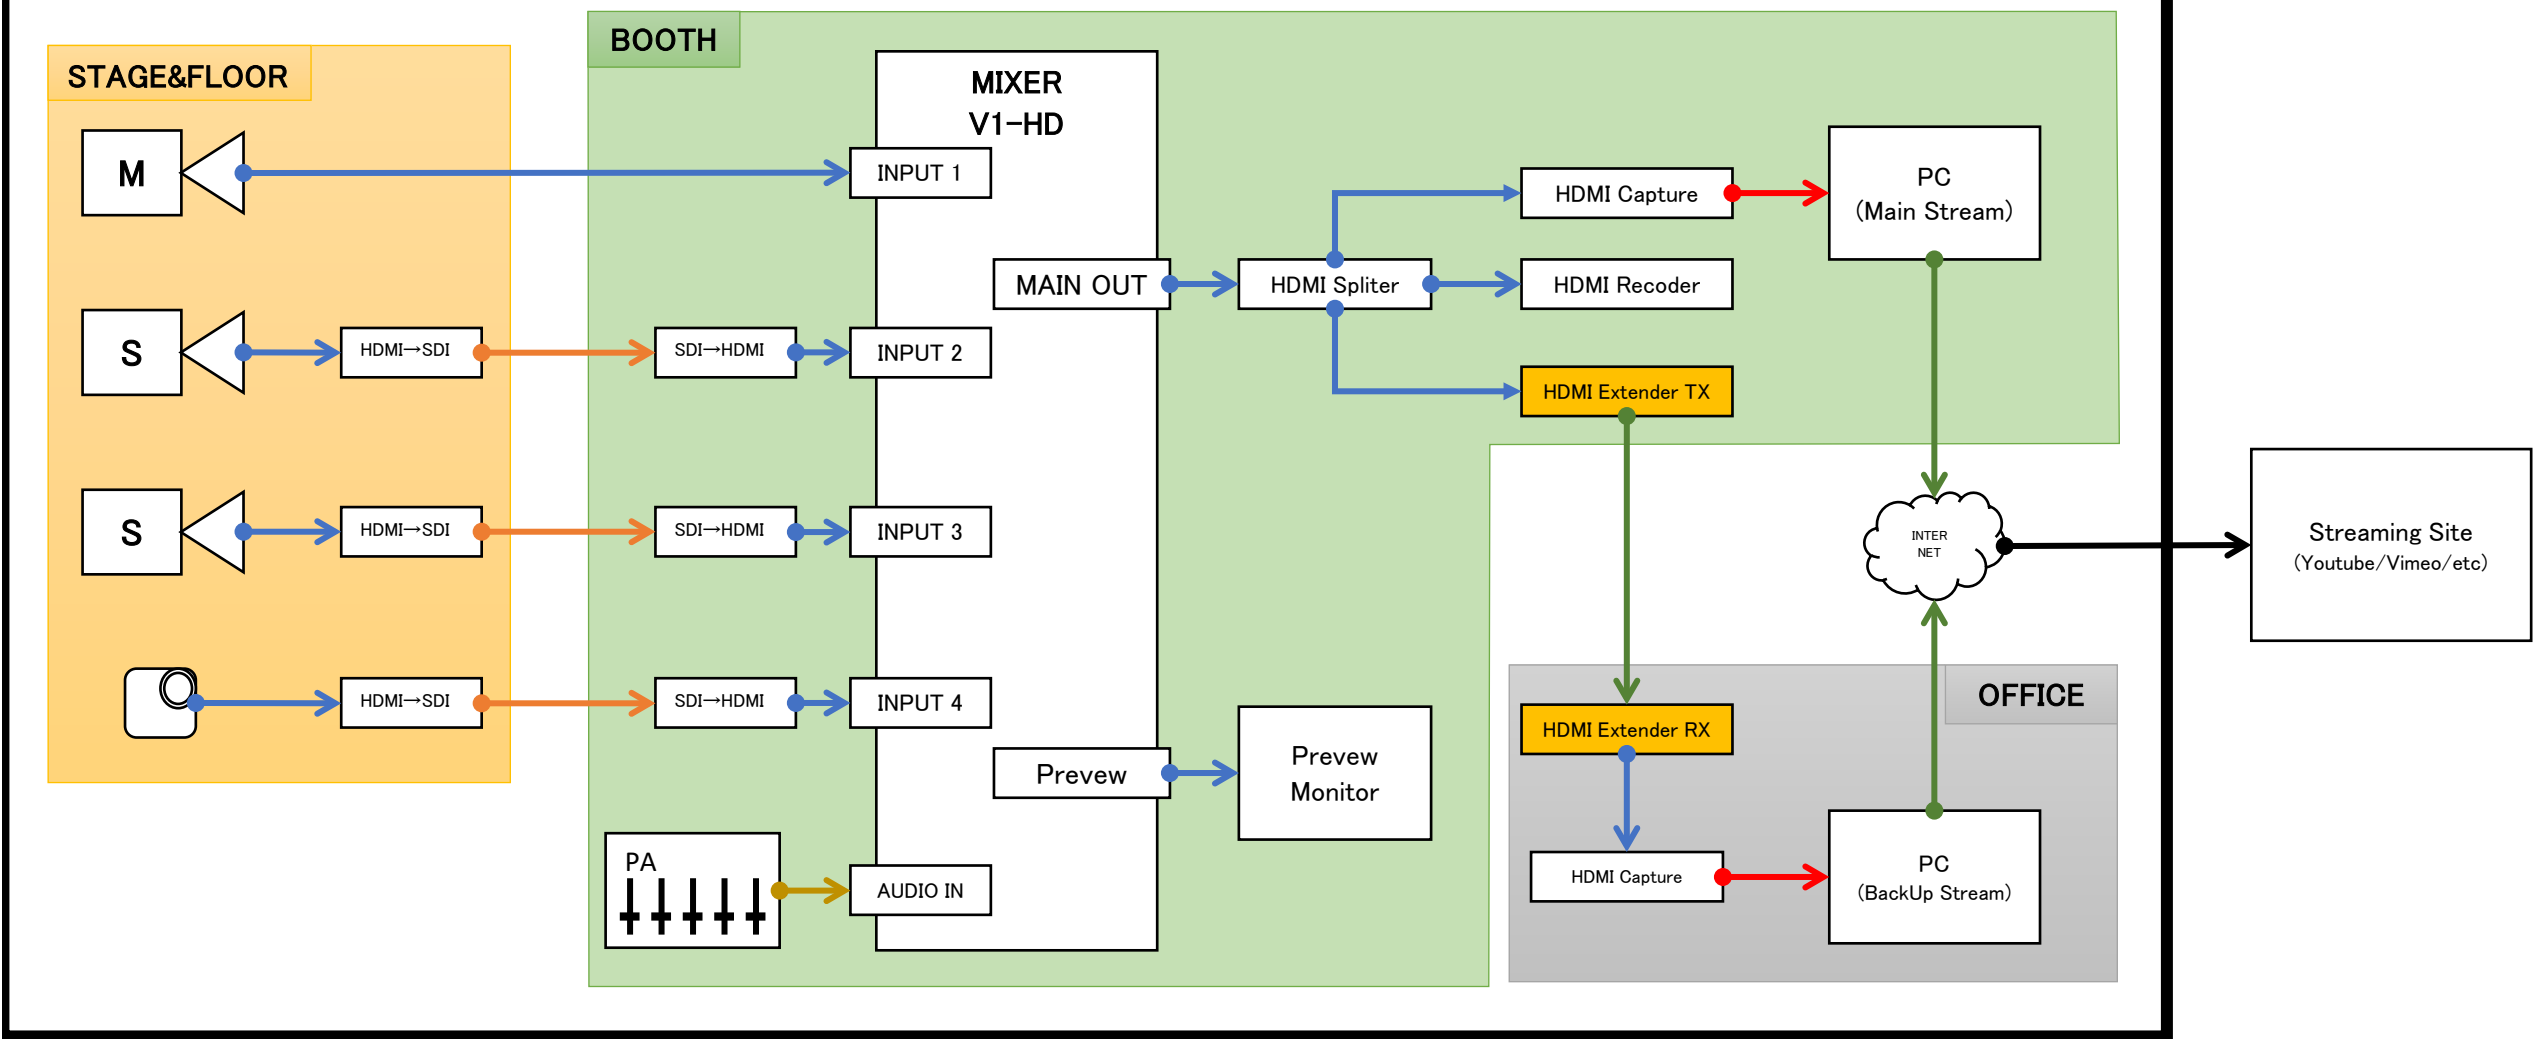 STAGE&FLOOR
M
S
HDMI→SDI
S
HDMI→SDI
HDMI→SDI
BOOTH
MIXER
V1-HD
INPUT 1
SDI→HDMI
INPUT 2
SDI→HDMI
INPUT 3
SDI→HDMI
INPUT 4
PA
AUDIO IN
MAIN OUT
Prevew
HDMI Spliter
Prevew
Monitor
HDMI Capture
HDMI Recoder
HDMI Extender TX
PC
(Main Stream)
INTER
NET
OFFICE
HDMI Extender RX
HDMI Capture
PC
(BackUp Stream)
Streaming Site
(Youtube/Vimeo/etc)